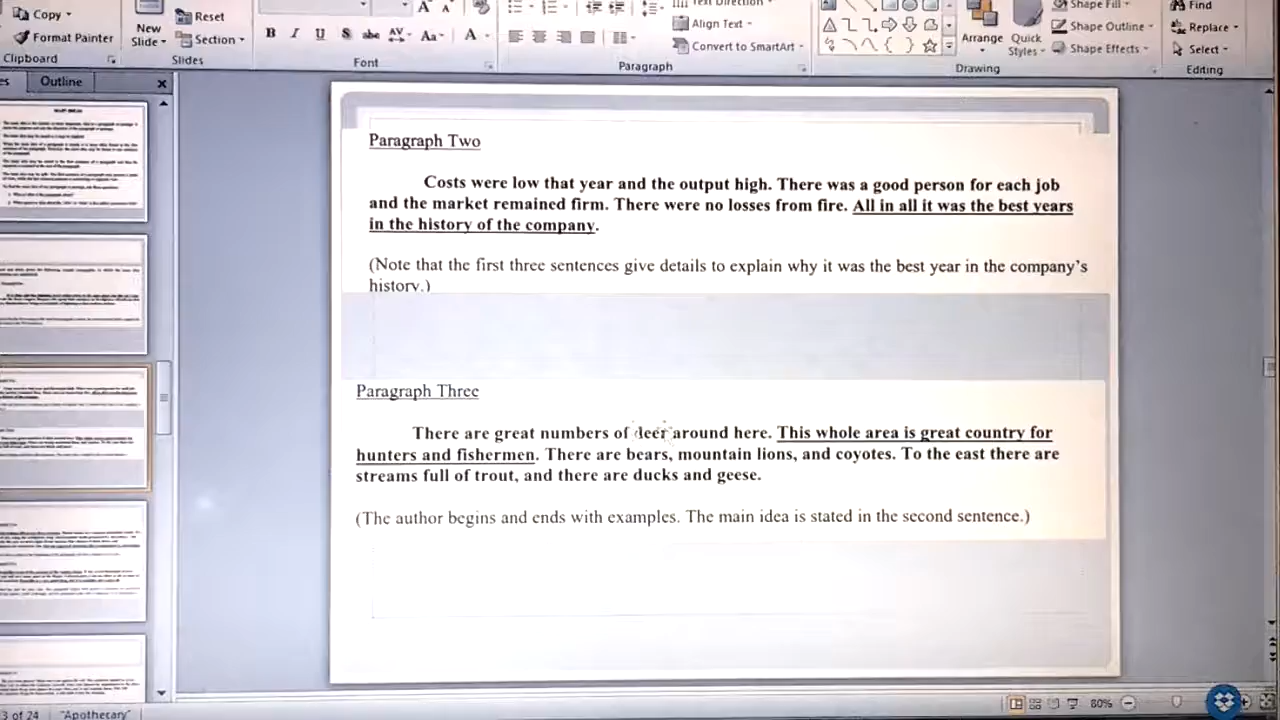 Copy
Reset
Format Painter
New
Slide
Section
B I U S abc AV Aa A
Align Text
Convert to SmartArt
Arrange
Quick
Styles
Shape Fill
Shape Outline
Shape Effects
Find
Replace
Select
Clipboard
Slides
Font
Paragraph
Drawing
Editing
Outline
Paragraph Two
Costs were low that year and the output high. There was a good person for each job
and the market remained firm. There were no losses from fire. All in all it was the best years
in the history of the company.
(Note that the first three sentences give details to explain why it was the best year in the company's
history.)
Paragraph Three
There are great numbers of deer around here. This whole area is great country for
hunters and fishermen. There are bears, mountain lions, and coyotes. To the east there are
streams full of trout, and there are ducks and geese.
(The author begins and ends with examples. The main idea is stated in the second sentence.)
3 of 24 "Apothecary"
80%